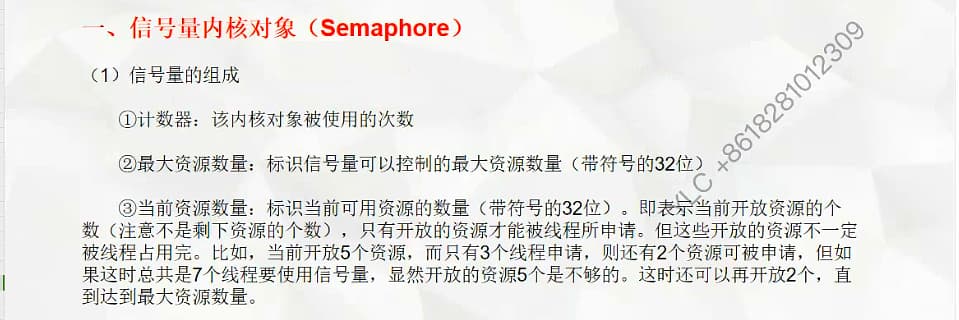 一、信号量内核对象（Semaphore）
（1）信号量的组成
①计数器：该内核对象被使用的次数
②最大资源数量：标识信号量可以控制的最大资源数量（带符号的32位）
③当前资源数量：标识当前可用资源的数量（带符号的32位）。即表示当前开放资源的个
数（注意不是剩下资源的个数），只有开放的资源才能被线程所申请。但这些开放的资源不一定
被线程占用完。比如，当前开放5个资源，而只有3个线程申请，则还有2个资源可被申请，但如
果这时总共是7个线程要使用信号量，显然开放的资源5个是不够的。这时还可以再开放2个，直
到达到最大资源数量。
+8618281012309